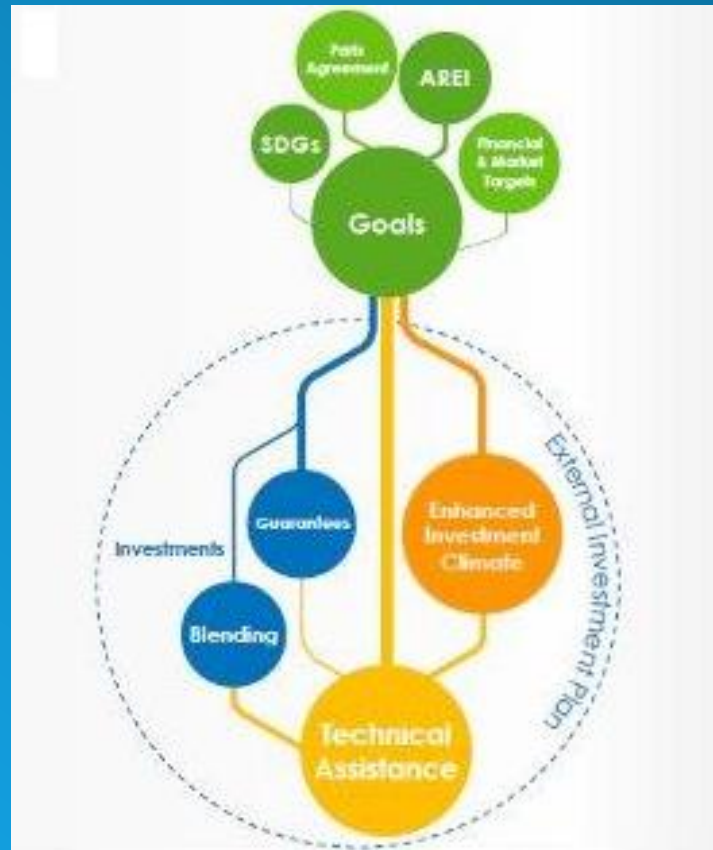 Paris
Agreement
AREI
SDGs
Financial
& Market
Targets
Goals
External Investment Plan
Enhanced
Investment
Climate
Guarantees
Investments
Blending
Technical
Assistance